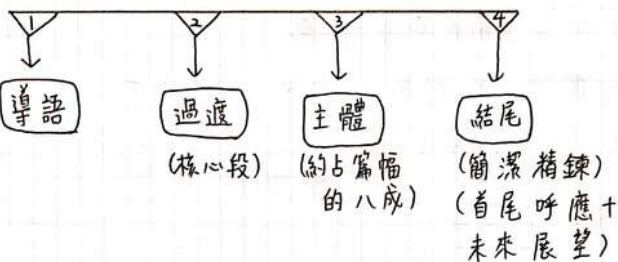 1 2 3 4
導語 過渡 主體 結尾
(核心段) (約占篇幅 (簡潔精鍊)
的八成) (首尾呼應+
未來展望)